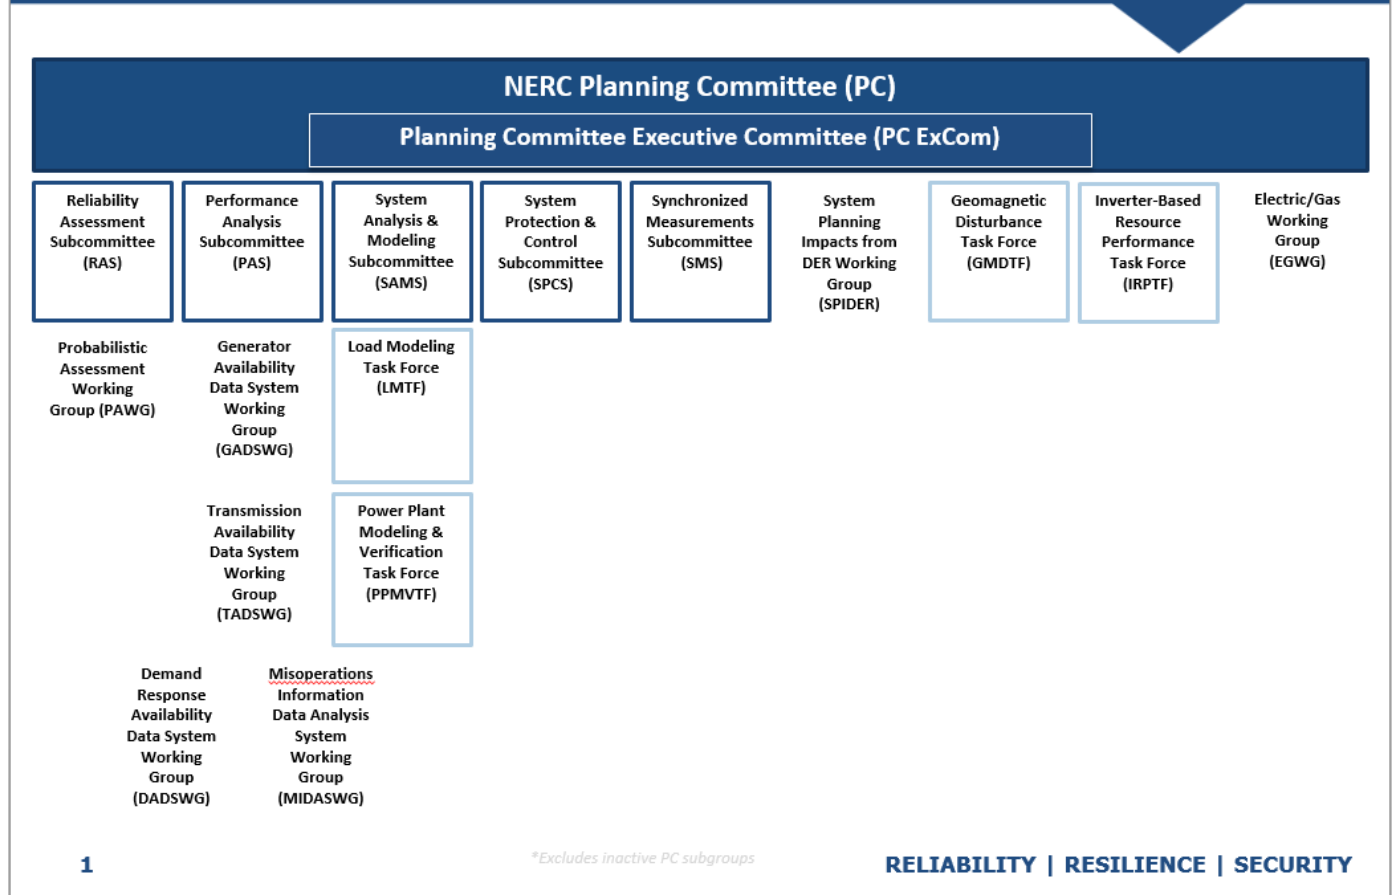 NERC Planning Committee (PC)
Planning Committee Executive Committee (PC ExCom)
Reliability
Assessment
Subcommittee
(RAS)
Performance
Analysis
Subcommittee
(PAS)
System
Analysis &
Modeling
Subcommittee
(SAMS)
System
Protection &
Control
Subcommittee
(SPCS)
Synchronized
Measurements
Subcommittee
(SMS)
System
Planning
Impacts from
DER Working
Group
(SPIDER)
Geomagnetic
Disturbance
Task Force
(GMDTF)
Inverter-Based
Resource
Performance
Task Force
(IRPTF)
Electric/Gas
Working
Group
(EGWG)
Probabilistic
Assessment
Working
Group (PAWG)
Generator
Availability
Data System
Working
Group
(GADSWG)
Load Modeling
Task Force
(LMTF)
Transmission
Availability
Data System
Working
Group
(TADSWG)
Power Plant
Modeling &
Verification
Task Force
(PPMVTF)
Demand
Response
Availability
Data System
Working
Group
(DADSWG)
Misoperations
Information
Data Analysis
System
Working
Group
(MIDASWG)
1
*Excludes inactive PC subgroups
RELIABILITY | RESILIENCE | SECURITY